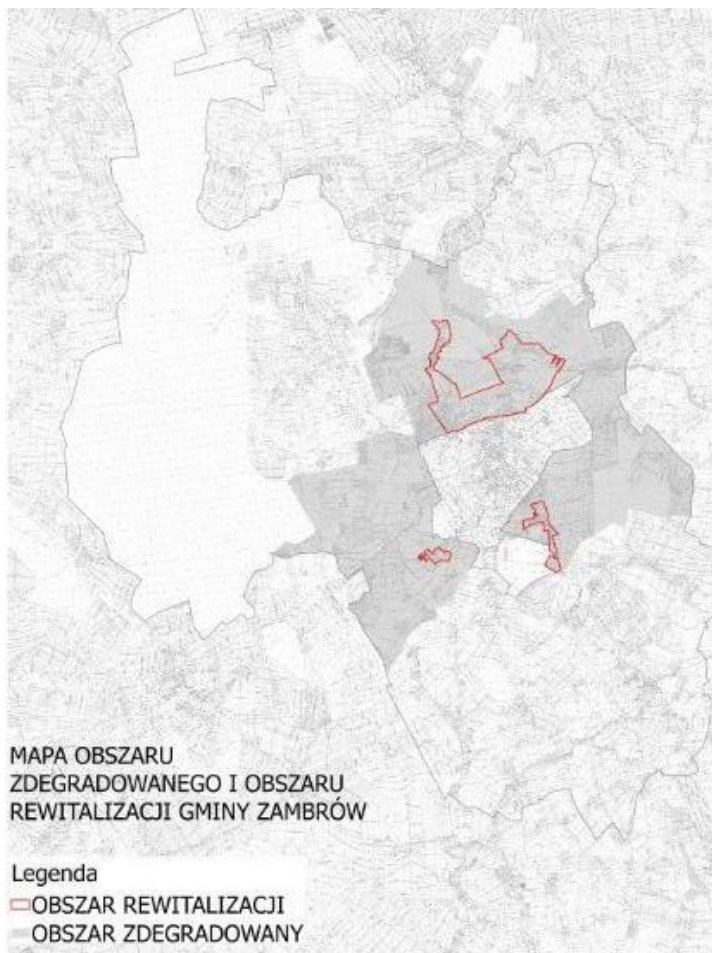 MAPA OBSZARU
ZDEGRADOWANEGO I OBSZARU
REWITALIZACJI GMINY ZAMBRÓW
Legenda
OBSZAR REWITALIZACJI
OBSZAR ZDEGRADOWANY